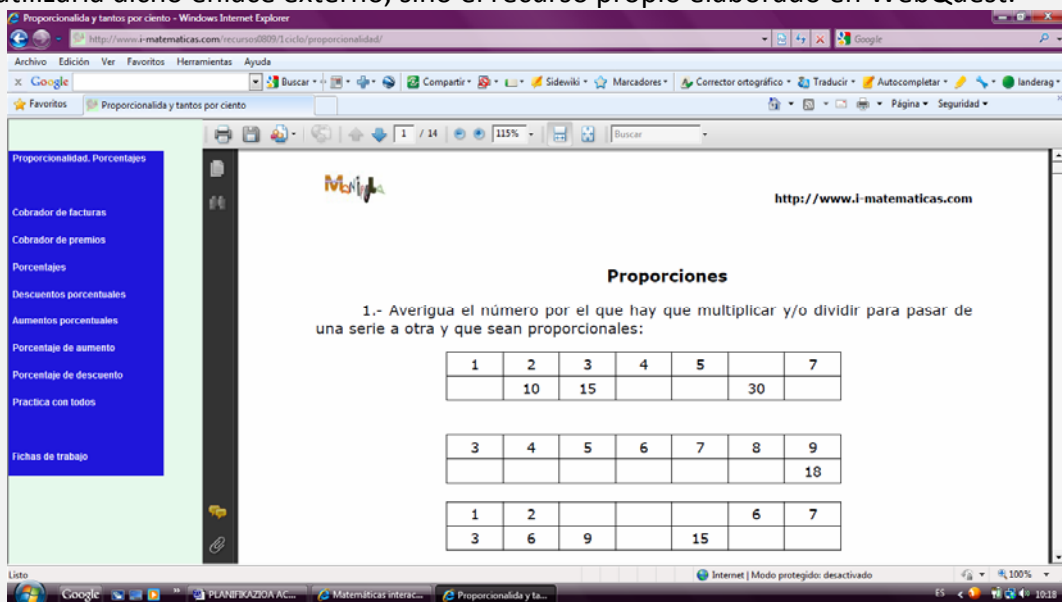 utilizaría dicho enlace externo, sino el recurso propio elaborado en WebQuest.
Proporcionalida y tantos por ciento - Windows Internet Explorer
http://www.i-matematicas.com/recursos0809/1ciclo/proporcionalidad/
Google
Archivo Edición Ver Favoritos Herramientas Ayuda
x Google Buscar Compartir Sidewiki Marcadores Corrector ortográfico Traducir Autocompletar landerag
Favoritos Proporcionalida y tantos por ciento Página Seguridad
1 / 14 115% Buscar
Proporcionalidad. Porcentajes
Cobrador de facturas
Cobrador de premios
Porcentajes
Descuentos porcentuales
Aumentos porcentuales
Porcentaje de aumento
Porcentaje de descuento
Practica con todos
Fichas de trabajo
http://www.i-matematicas.com
Proporciones
1.- Averigua el número por el que hay que multiplicar y/o dividir para pasar de
una serie a otra y que sean proporcionales:
1 2 3 4 5 7
10 15 30
3 4 5 6 7 8 9
18
1 2 6 7
3 6 9 15
Listo Internet | Modo protegido: desactivado 100%
Google PLANIFIKAZIOA AC... Matemáticas interac... Proporcionalida y ta... ES 10:18